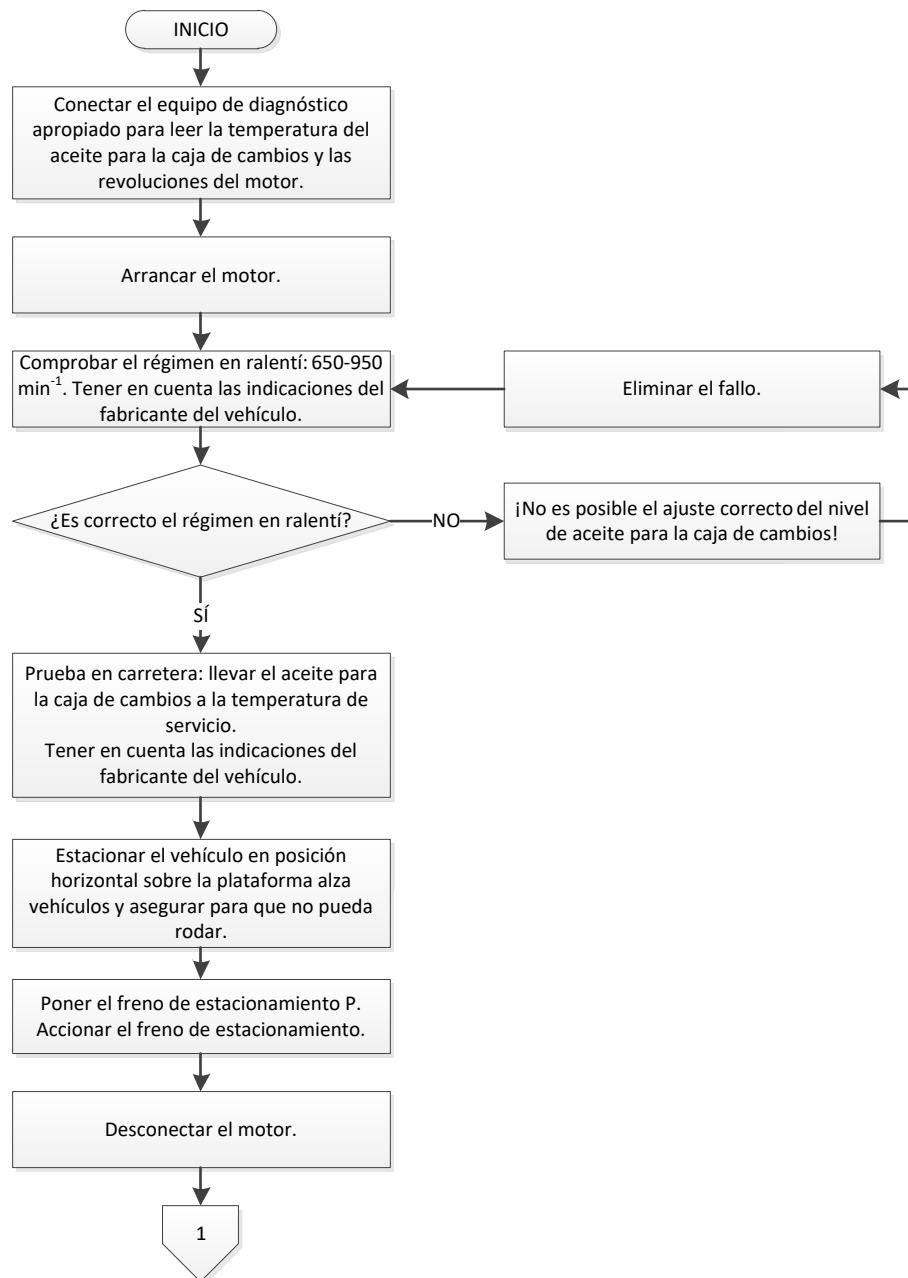 INICIO
Conectar el equipo de diagnóstico
apropiado para leer la temperatura del
aceite para la caja de cambios y las
revoluciones del motor.
Arrancar el motor.
Comprobar el régimen en ralentí: 650-950
min⁻¹. Tener en cuenta las indicaciones del
fabricante del vehículo.
Eliminar el fallo.
¿Es correcto el régimen en ralentí?
NO
¡No es posible el ajuste correcto del nivel
de aceite para la caja de cambios!
SÍ
Prueba en carretera: llevar el aceite para
la caja de cambios a la temperatura de
servicio.
Tener en cuenta las indicaciones del
fabricante del vehículo.
Estacionar el vehículo en posición
horizontal sobre la plataforma alza
vehículos y asegurar para que no pueda
rodar.
Poner el freno de estacionamiento P.
Accionar el freno de estacionamiento.
Desconectar el motor.
1